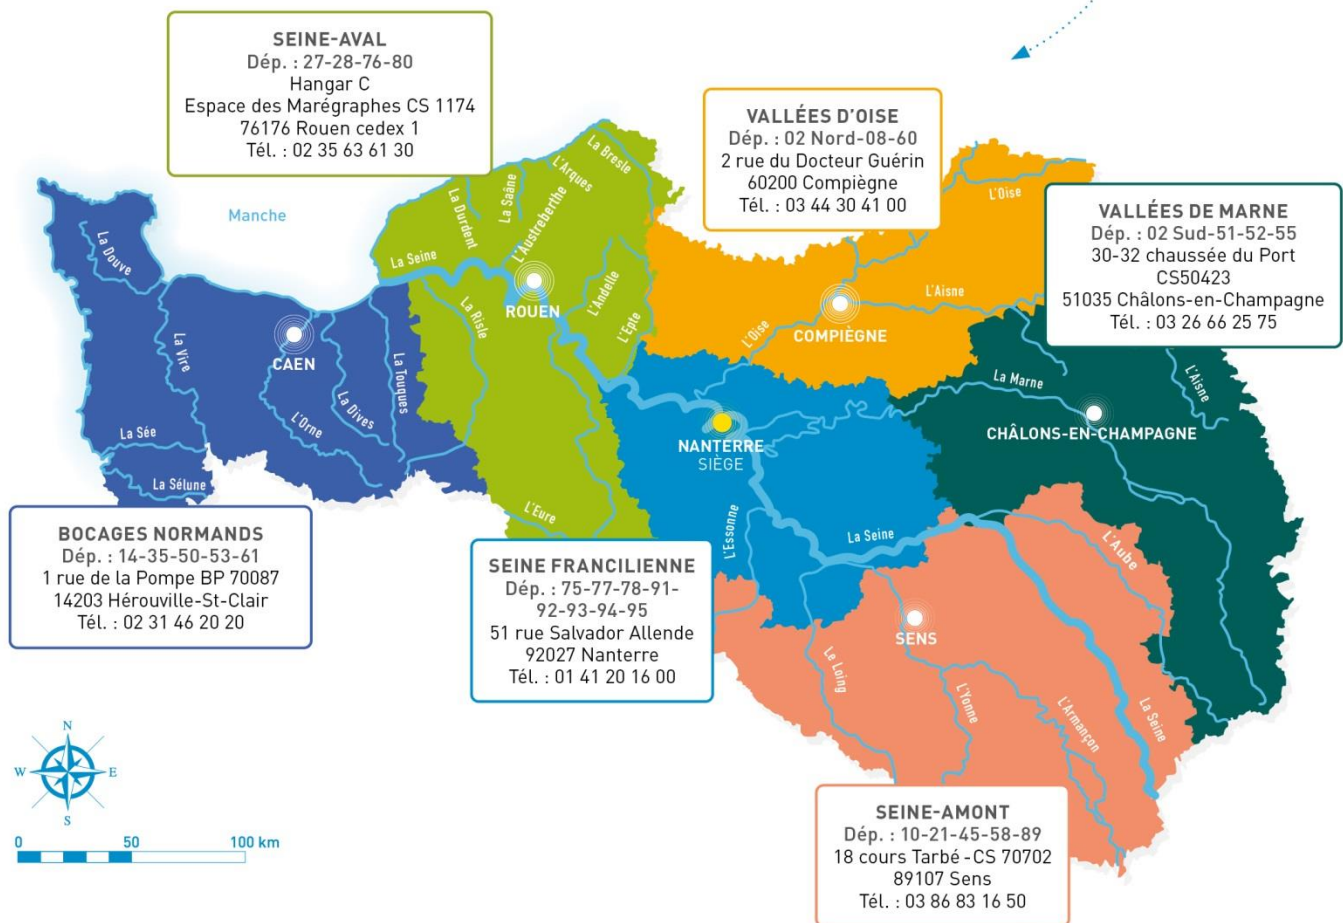 SEINE-AVAL
Dép. : 27-28-76-80
Hangar C
Espace des Marégraphes CS 1174
76176 Rouen cedex 1
Tél. : 02 35 63 61 30
VALLÉES D'OISE
Dép. : 02 Nord-08-60
2 rue du Docteur Guérin
60200 Compiègne
Tél. : 03 44 30 41 00
VALLÉES DE MARNE
Dép. : 02 Sud-51-52-55
30-32 chaussée du Port
CS50423
51035 Châlons-en-Champagne
Tél. : 03 26 66 25 75
Manche
La Douve
La Vire
La Sée
La Sélune
CAEN
L'Orne
La Dives
La Touques
La Seine
La Durdent
La Saâne
L'Austreberthe
L'Arques
La Bresle
ROUEN
La Risle
L'Andelle
L'Epte
L'Eure
L'Oise
L'Oise
L'Aisne
COMPIÈGNE
La Marne
L'Aisne
CHÂLONS-EN-CHAMPAGNE
NANTERRE
SIÈGE
L'Essonne
La Seine
L'Aube
SENS
Le Loing
L'Yonne
L'Armançon
La Seine
BOCAGES NORMANDS
Dép. : 14-35-50-53-61
1 rue de la Pompe BP 70087
14203 Hérouville-St-Clair
Tél. : 02 31 46 20 20
SEINE FRANCILIENNE
Dép. : 75-77-78-91-
92-93-94-95
51 rue Salvador Allende
92027 Nanterre
Tél. : 01 41 20 16 00
SEINE-AMONT
Dép. : 10-21-45-58-89
18 cours Tarbé - CS 70702
89107 Sens
Tél. : 03 86 83 16 50
N
W E
S
0 50 100 km